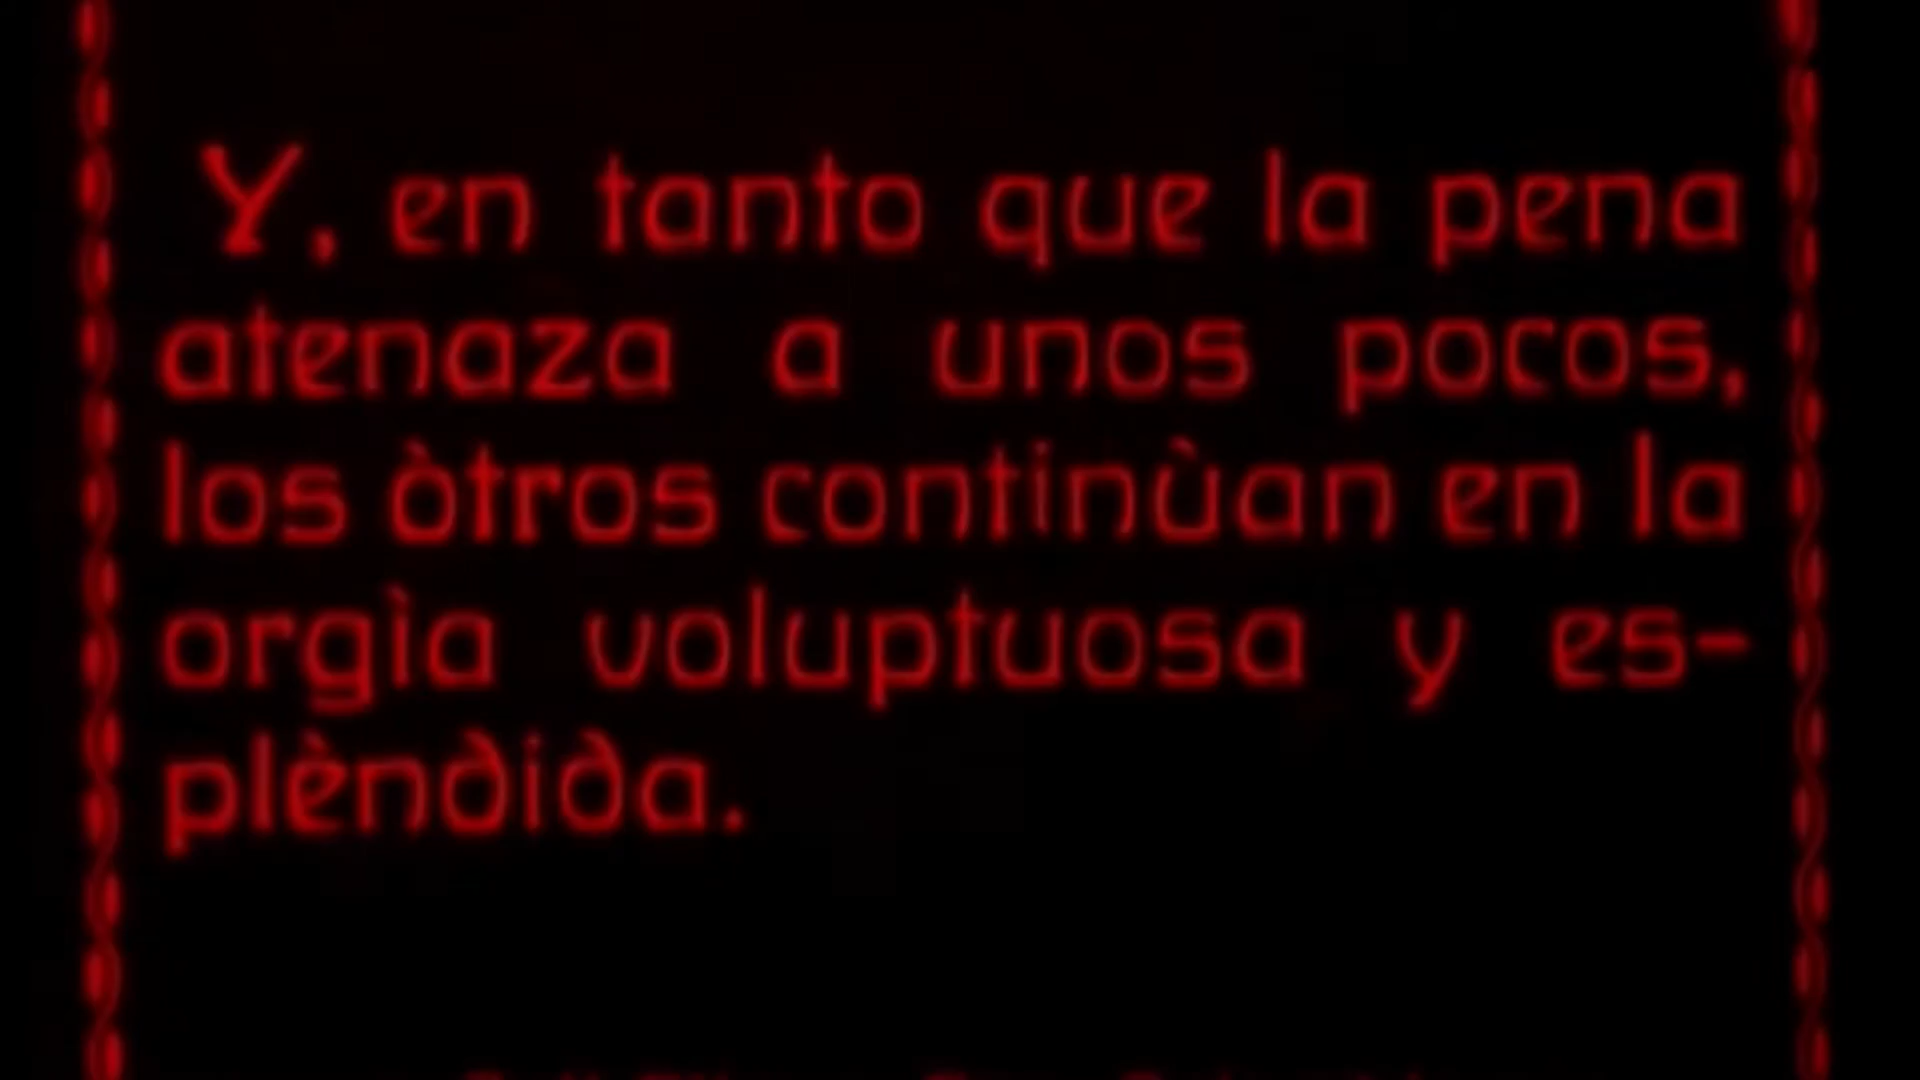 Y, en tanto que la pena
atenaza a unos pocos,
los òtros continùan en la
orgìa voluptuosa y es-
plèndida.